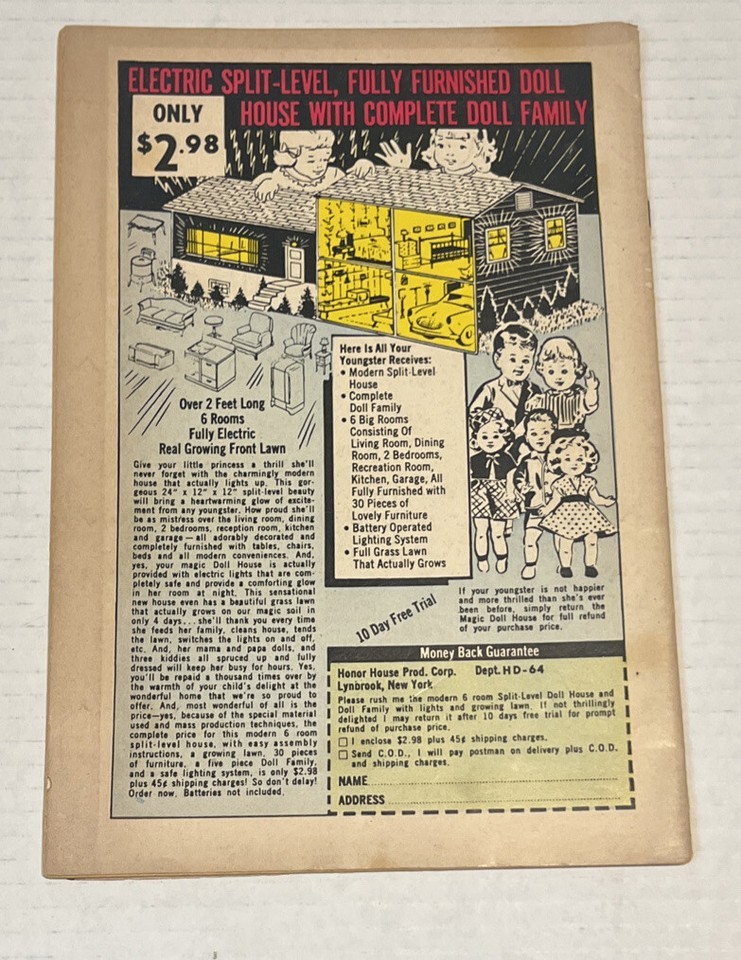 ELECTRIC SPLIT-LEVEL, FULLY FURNISHED DOLL
HOUSE WITH COMPLETE DOLL FAMILY
ONLY
$2.98
Over 2 Feet Long
6 Rooms
Fully Electric
Real Growing Front Lawn
Give your little princess a thrill she'll
never forget with the charmingly modern
house that actually lights up. This gor-
geous 24" x 12" x 12" split-level beauty
will bring a heartwarming glow of excite-
ment from any youngster. How proud she'll
be as mistress over the living room, dining
room, 2 bedrooms, reception room, kitchen
and garage—all adorably decorated and
completely furnished with tables, chairs,
beds and all modern conveniences. And,
yes, your magic Doll House is actually
provided with electric lights that are com-
pletely safe and provide a comforting glow
in her room at night. This sensational
new house even has a beautiful grass lawn
that actually grows on our magic soil in
only 4 days...she'll thank you every time
she feeds her family, cleans house, tends
the lawn, switches the lights on and off,
etc. And, her mama and papa dolls, and
three kiddies all spruced up and fully
dressed will keep her busy for hours. Yes,
you'll be repaid a thousand times over by
the warmth of your child's delight at the
wonderful home that we're so proud to
offer. And, most wonderful of all is the
price—yes, because of the special material
used and mass production techniques, the
complete price for this modern 6 room
split-level house, with easy assembly
instructions, a growing lawn, 30 pieces
of furniture, a five piece Doll Family,
and a safe lighting system, is only $2.98
plus 45¢ shipping charges! So don't delay!
Order now. Batteries not included.
Here Is All Your
Youngster Receives:
• Modern Split-Level
House
• Complete
Doll Family
• 6 Big Rooms
Consisting Of
Living Room, Dining
Room, 2 Bedrooms,
Recreation Room,
Kitchen, Garage, All
Fully Furnished with
30 Pieces of
Lovely Furniture
• Battery Operated
Lighting System
• Full Grass Lawn
That Actually Grows
10 Day Free Trial
If your youngster is not happier
and more thrilled than she's ever
been before, simply return the
Magic Doll House for full refund
of your purchase price.
Money Back Guarantee
Honor House Prod. Corp. Dept. HD-64
Lynbrook, New York
Please rush me the modern 6 room Split-Level Doll House and
Doll Family with lights and growing lawn. If not thrillingly
delighted I may return it after 10 days free trial for prompt
refund of purchase price.
☐ I enclose $2.98 plus 45¢ shipping charges.
☐ Send C.O.D., I will pay postman on delivery plus C.O.D.
and shipping charges.
NAME
ADDRESS